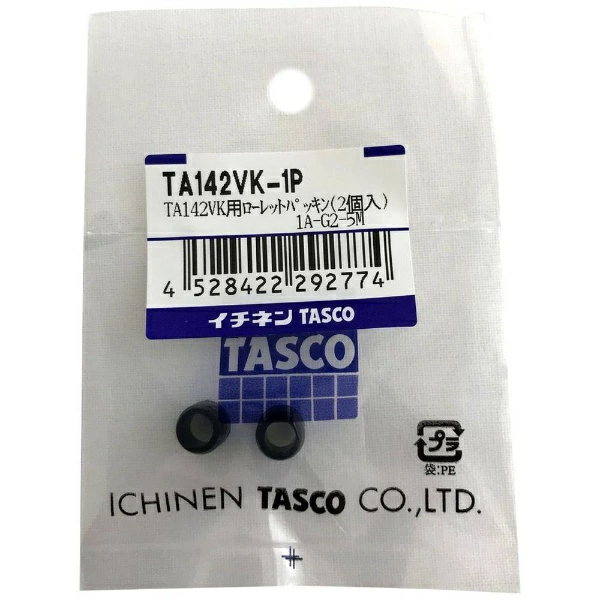 TA142VK-1P
TA142VK用ﾛｰﾚｯﾄﾊﾟｯｷﾝ(2個入)
1A-G2-5M
4 528422 292774
イチネン TASCO
TASCO
プラ
袋:PE
ICHINEN TASCO CO.,LTD.